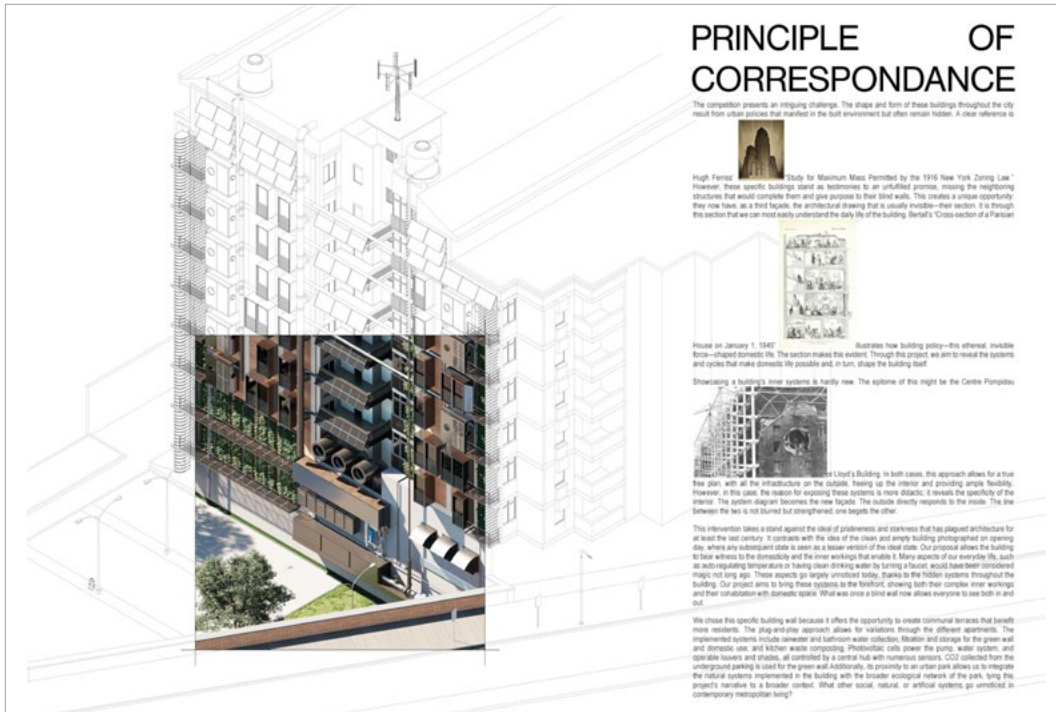 PRINCIPLE OF
CORRESPONDANCE
The competition presents an intriguing challenge. The shape and form of these buildings throughout the city
result from urban policies that manifest in the built environment but often remain hidden. A clear reference is
Hugh Ferriss' "Study for Maximum Mass Permitted by the 1916 New York Zoning Law."
However, these specific buildings stand as testimonies to an unfulfilled promise, missing the neighboring
structures that would complete them and give purpose to their blind walls. This creates a unique opportunity:
they now have, as a third façade, the architectural drawing that is usually invisible—their section. It is through
this section that we can most easily understand the daily life of the building. Bertall's "Cross-section of a Parisian
House on January 1, 1845" illustrates how building policy—this ethereal, invisible
force—shaped domestic life. The section makes this evident. Through this project, we aim to reveal the systems
and cycles that make domestic life possible and, in turn, shape the building itself.
Showcasing a building's inner systems is hardly new. The epitome of this might be the Centre Pompidou
or Lloyd's Building. In both cases, this approach allows for a true
free plan, with all the infrastructure on the outside, freeing up the interior and providing ample flexibility.
However, in this case, the reason for exposing these systems is more didactic; it reveals the specificity of the
interior. The system diagram becomes the new façade. The outside directly responds to the inside. The line
between the two is not blurred but strengthened; one begets the other.
This intervention takes a stand against the ideal of pristineness and starkness that has plagued architecture for
at least the last century. It contrasts with the idea of the clean and empty building photographed on opening
day, where any subsequent state is seen as a lesser version of the ideal state. Our proposal allows the building
to bear witness to the domesticity and the inner workings that enable it. Many aspects of our everyday life, such
as auto-regulating temperature or having clean drinking water by turning a faucet, would have been considered
magic not long ago. These aspects go largely unnoticed today, thanks to the hidden systems throughout the
building. Our project aims to bring these systems to the forefront, showing both their complex inner workings
and their cohabitation with domestic space. What was once a blind wall now allows everyone to see both in and
out.
We chose this specific building wall because it offers the opportunity to create communal terraces that benefit
more residents. The plug-and-play approach allows for variations through the different apartments. The
implemented systems include rainwater and bathroom water collection, filtration and storage for the green wall
and domestic use, and kitchen waste composting. Photovoltaic cells power the pump, water system, and
operable louvers and shades, all controlled by a central hub with numerous sensors. CO2 collected from the
underground parking is used for the green wall.Additionally, its proximity to an urban park allows us to integrate
the natural systems implemented in the building with the broader ecological network of the park, tying this
project's narrative to a broader context. What other social, natural, or artificial systems go unnoticed in
contemporary metropolitan living?